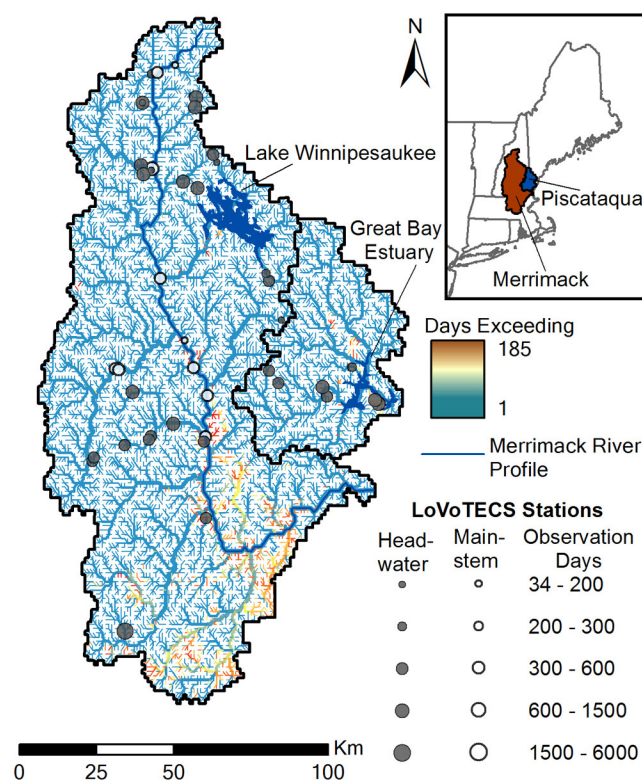 N
Lake Winnipesaukee
Great Bay
Estuary
Piscataqua
Merrimack
Days Exceeding
185
1
Merrimack River
Profile
LoVoTECS Stations
Head-
water
Main-
stem
Observation
Days
34 - 200
200 - 300
300 - 600
600 - 1500
1500 - 6000
Km
0 25 50 100